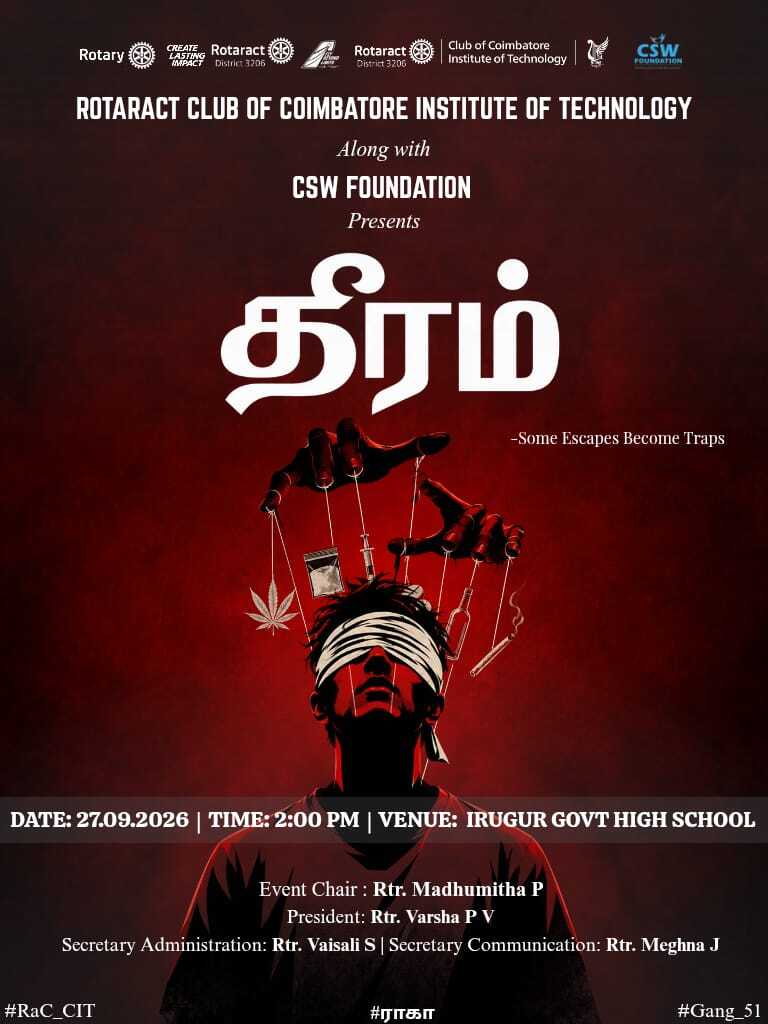 Rotary
CREATE LASTING IMPACT
Rotaract
District 3206
Rotaract
District 3206
Club of Coimbatore
Institute of Technology
CSW
FOUNDATION
ROTARACT CLUB OF COIMBATORE INSTITUTE OF TECHNOLOGY
Along with
CSW FOUNDATION
Presents
தீரம்
-Some Escapes Become Traps
DATE: 27.09.2026 | TIME: 2:00 PM | VENUE: IRUGUR GOVT HIGH SCHOOL
Event Chair : Rtr. Madhumitha P
President: Rtr. Varsha P V
Secretary Administration: Rtr. Vaisali S | Secretary Communication: Rtr. Meghna J
#RaC_CIT #ராகா #Gang_51